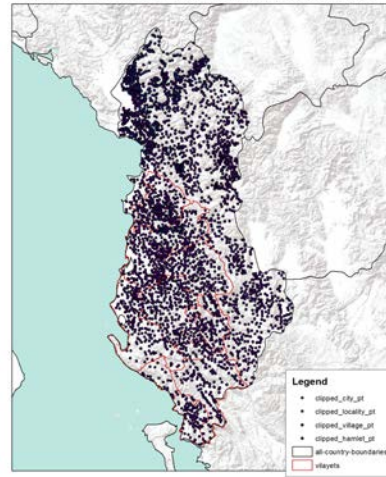 Legend
clipped_city_pt
clipped_locality_pt
clipped_village_pt
clipped_hamlet_pt
all-country-boundaries
vilayets